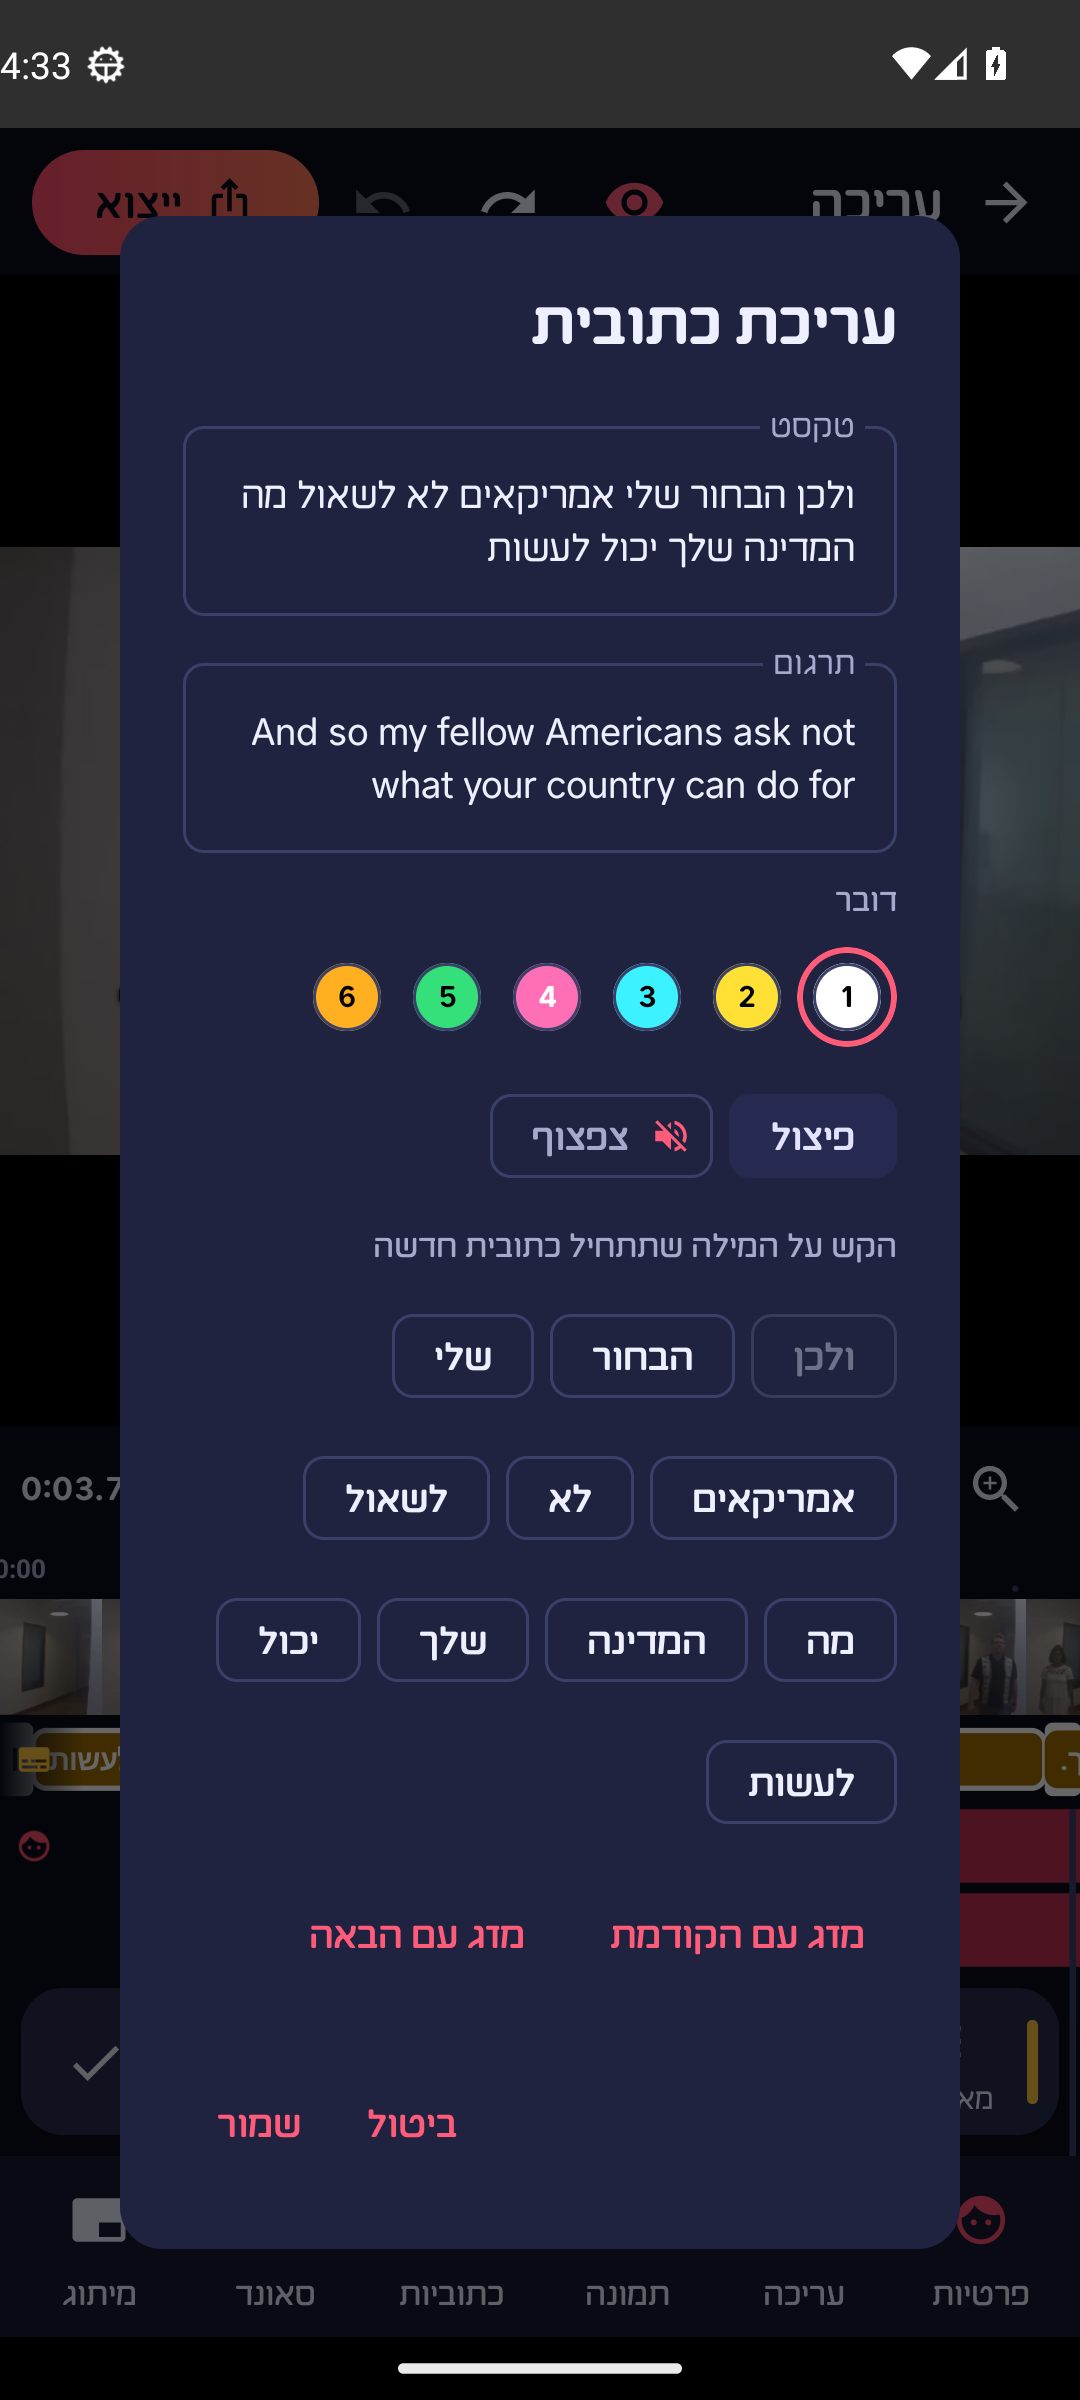 4:33
עריכה
ייצוא
עריכת כתובית
טקסט
ולכן הבחור שלי אמריקאים לא לשאול מה
המדינה שלך יכול לעשות
תרגום
And so my fellow Americans ask not
what your country can do for
דובר
1 2 3 4 5 6
פיצול
צפצוף
הקש על המילה שתתחיל כתובית חדשה
ולכן הבחור שלי
אמריקאים לא לשאול
מה המדינה שלך יכול
לעשות
0:03.7
0:00
לעשות
מדג עם הקודמת
מדג עם הבאה
ביטול
שמור
פרטיות
עריכה
תמונה
כתוביות
סאונד
מיתוג